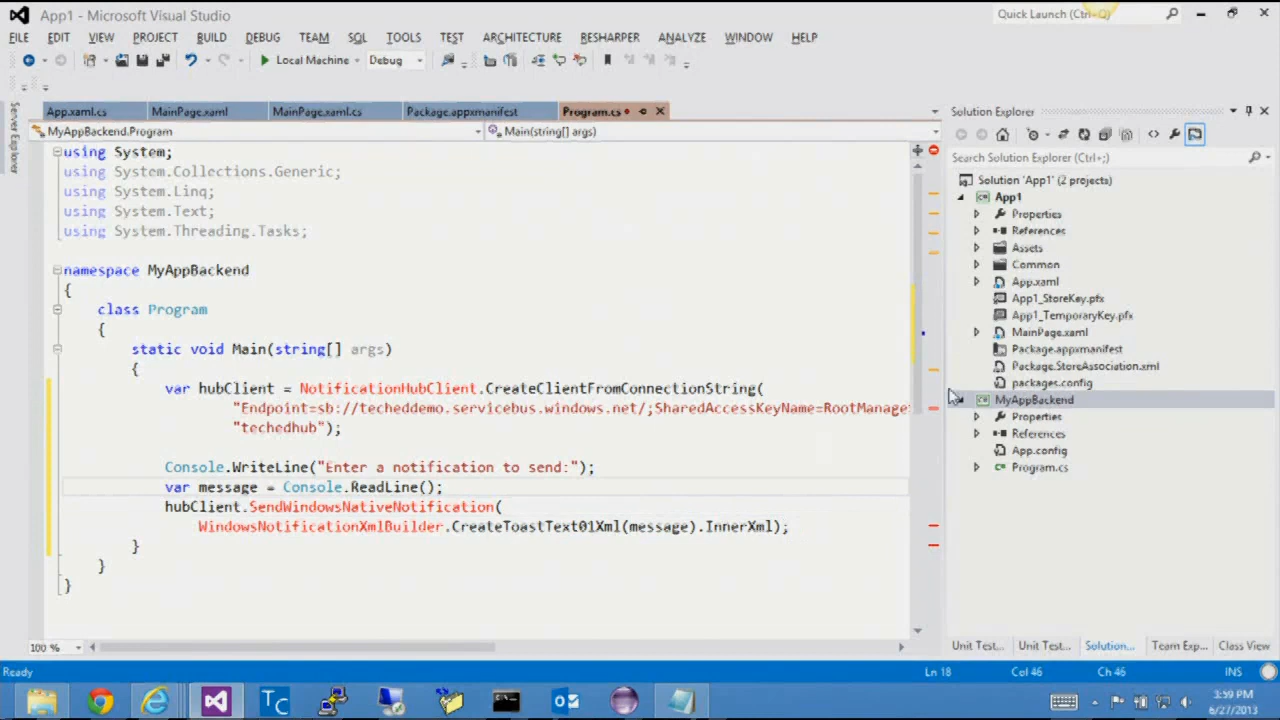 App1 - Microsoft Visual Studio
Quick Launch (Ctrl+Q)
FILE EDIT VIEW PROJECT BUILD DEBUG TEAM SQL TOOLS TEST ARCHITECTURE RESHARPER ANALYZE WINDOW HELP
Local Machine Debug
Server Explorer
App.xaml.cs MainPage.xaml MainPage.xaml.cs Package.appxmanifest Program.cs
MyAppBackend.Program Main(string[] args)
using System;
using System.Collections.Generic;
using System.Linq;
using System.Text;
using System.Threading.Tasks;
namespace MyAppBackend
{
class Program
{
static void Main(string[] args)
{
var hubClient = NotificationHubClient.CreateClientFromConnectionString(
"Endpoint=sb://techeddemo.servicebus.windows.net/;SharedAccessKeyName=RootManage
"techedhub");
Console.WriteLine("Enter a notification to send:");
var message = Console.ReadLine();
hubClient.SendWindowsNativeNotification(
WindowsNotificationXmlBuilder.CreateToastText01Xml(message).InnerXml);
}
}
}
100 %
Solution Explorer
Search Solution Explorer (Ctrl+;)
Solution 'App1' (2 projects)
App1
Properties
References
Assets
Common
App.xaml
App1_StoreKey.pfx
App1_TemporaryKey.pfx
MainPage.xaml
Package.appxmanifest
Package.StoreAssociation.xml
packages.config
MyAppBackend
Properties
References
App.config
Program.cs
Unit Test... Unit Test... Solution... Team Exp... Class View
Ready Ln 18 Col 46 Ch 46 INS
TC
3:59 PM
6/27/2013